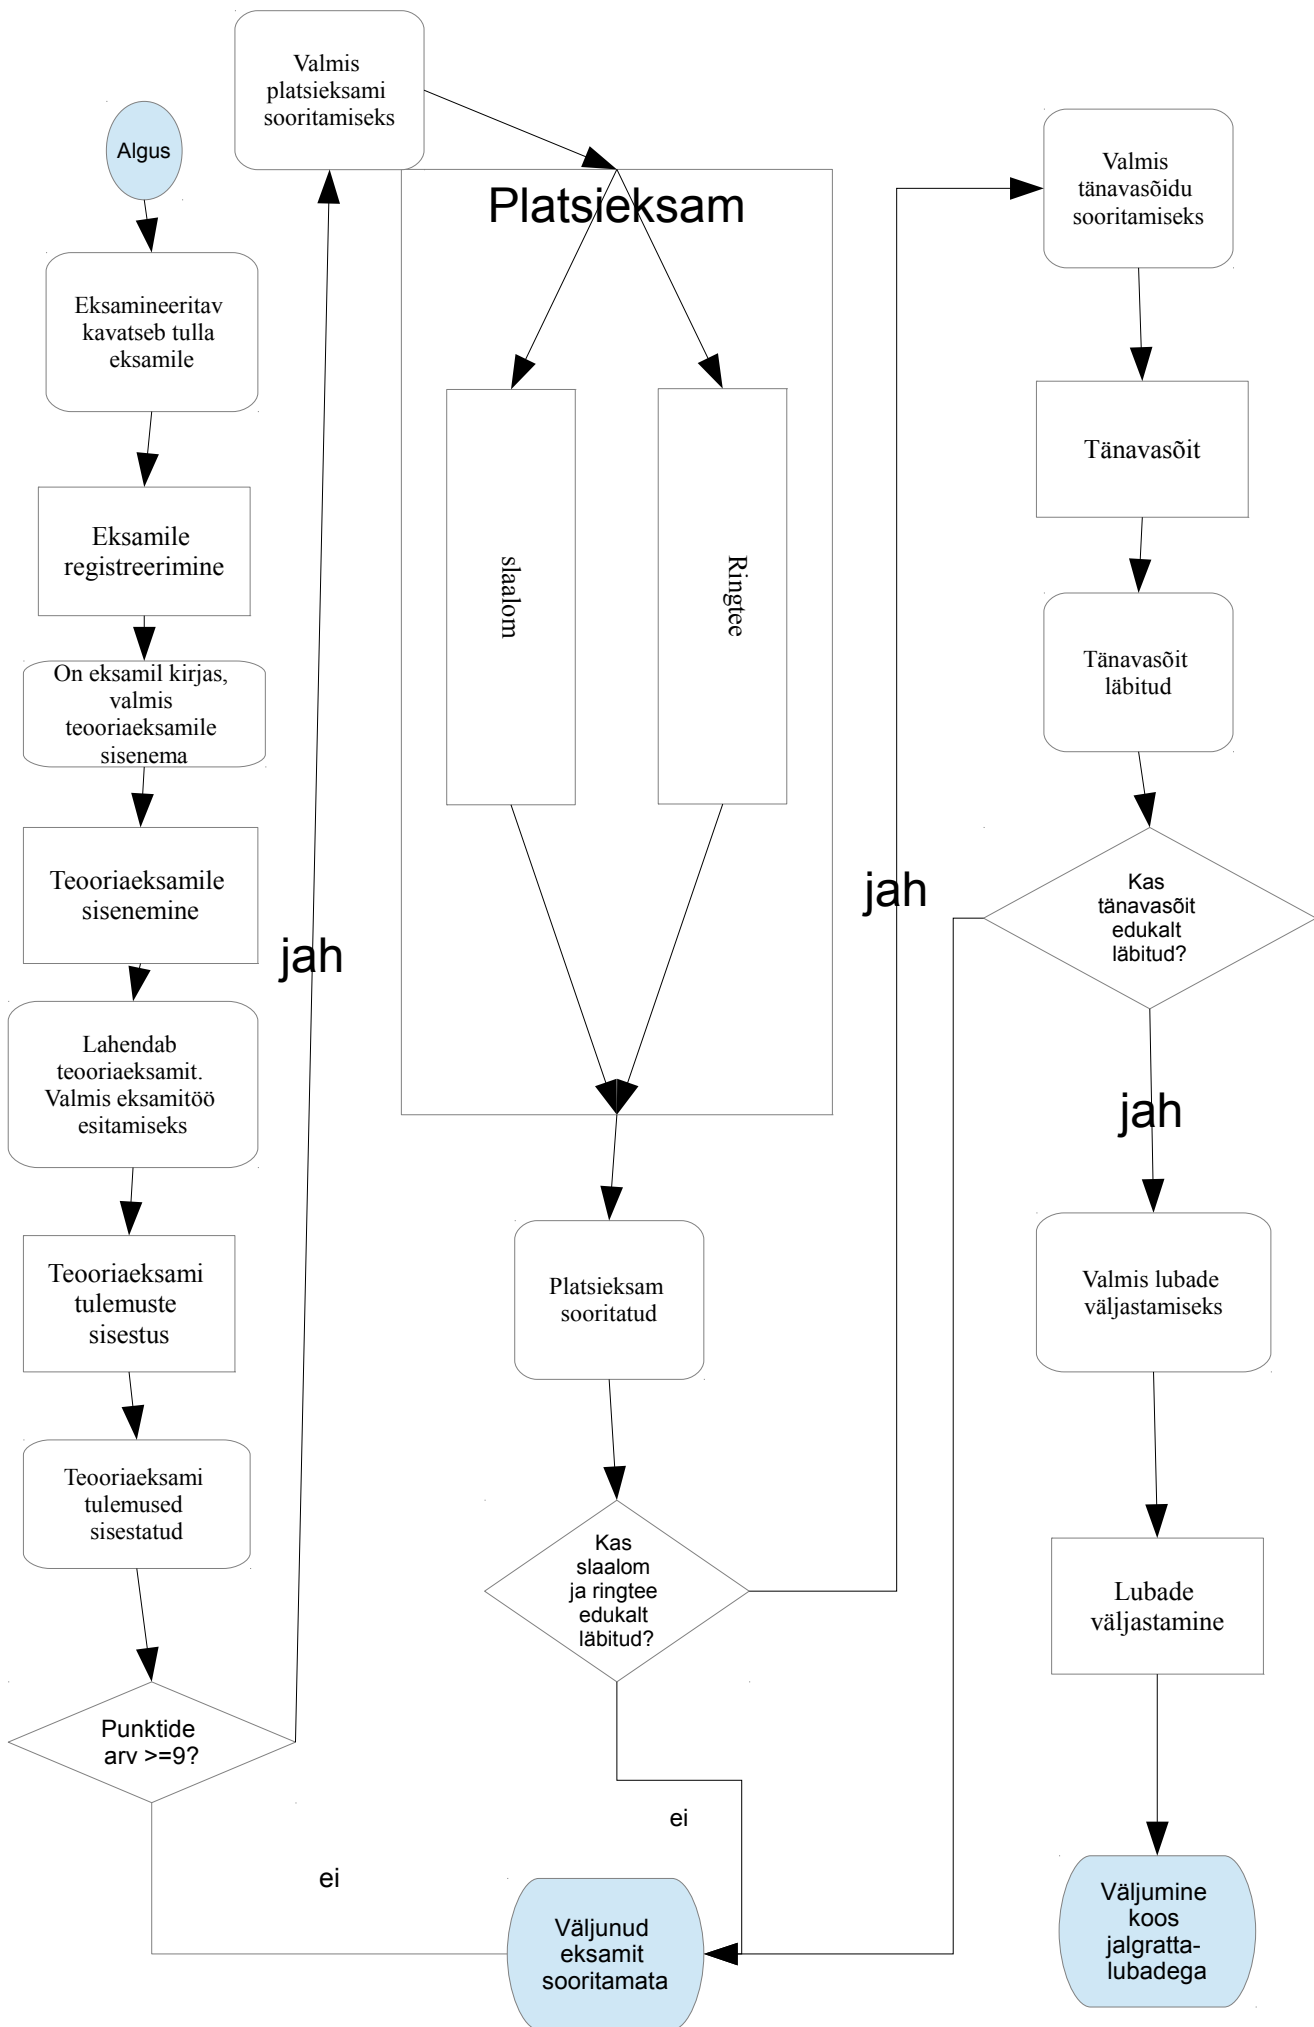 Algus
Eksamineeritav
kavatseb tulla
eksamile
Eksamile
registreerimine
On eksamil kirjas,
valmis
teooriaeksamile
sisenema
Teooriaeksamile
sisenemine
Lahendab
teooriaeksamit.
Valmis eksamitöö
esitamiseks
Teooriaeksami
tulemuste
sisestus
Teooriaeksami
tulemused
sisestatud
Punktide
arv >=9?
jah
ei
Valmis
platsieksami
sooritamiseks
Platsieksam
slaalom
Ringtee
Platsieksam
sooritatud
Kas
slaalom
ja ringtee
edukalt
läbitud?
jah
ei
Väljunud
eksamit
sooritamata
Valmis
tänavasõidu
sooritamiseks
Tänavasõit
Tänavasõit
läbitud
Kas
tänavasõit
edukalt
läbitud?
jah
Valmis lubade
väljastamiseks
Lubade
väljastamine
Väljumine
koos
jalgratta-
lubadega